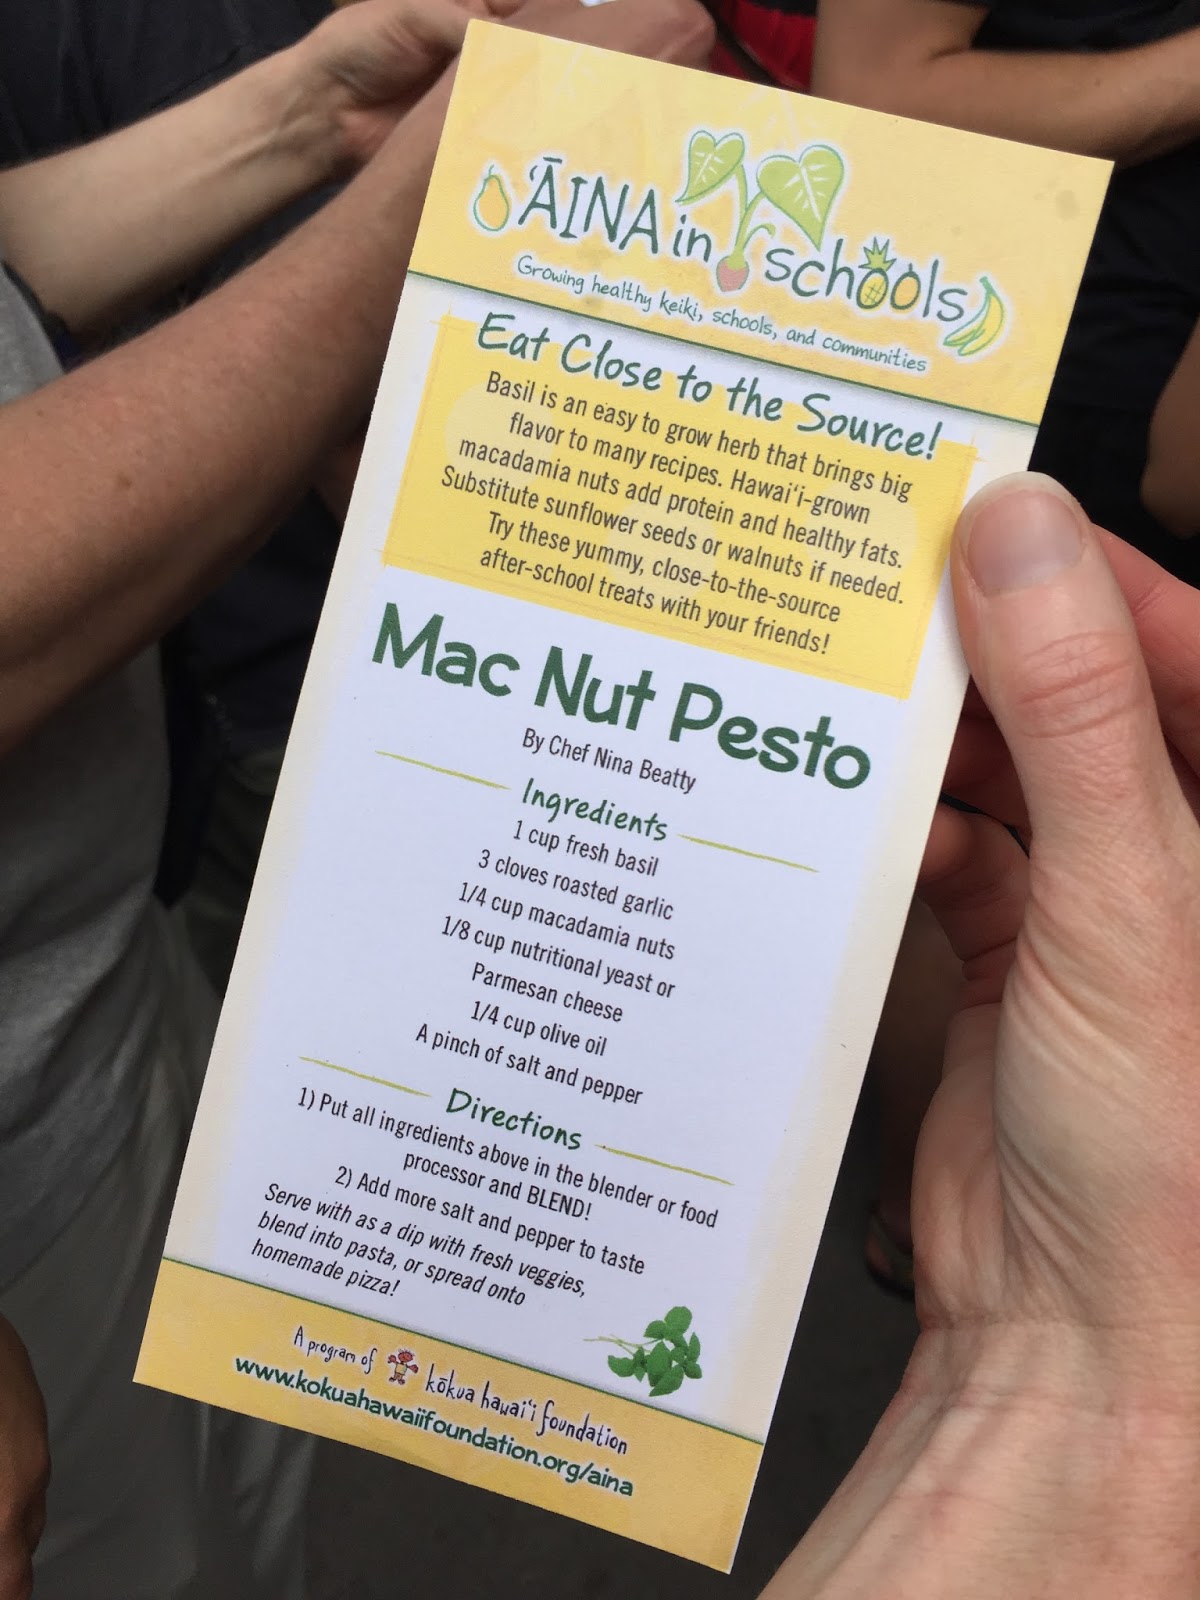 ʻĀINA in schools
Growing healthy keiki, schools, and communities
Eat Close to the Source!
Basil is an easy to grow herb that brings big
flavor to many recipes. Hawaiʻi-grown
macadamia nuts add protein and healthy fats.
Substitute sunflower seeds or walnuts if needed.
Try these yummy, close-to-the-source
after-school treats with your friends!
Mac Nut Pesto
By Chef Nina Beatty
Ingredients
1 cup fresh basil
3 cloves roasted garlic
1/4 cup macadamia nuts
1/8 cup nutritional yeast or
Parmesan cheese
1/4 cup olive oil
A pinch of salt and pepper
Directions
1) Put all ingredients above in the blender or food
processor and BLEND!
2) Add more salt and pepper to taste
Serve with as a dip with fresh veggies,
blend into pasta, or spread onto
homemade pizza!
A program of kōkua hawaiʻi foundation
www.kokuahawaiifoundation.org/aina